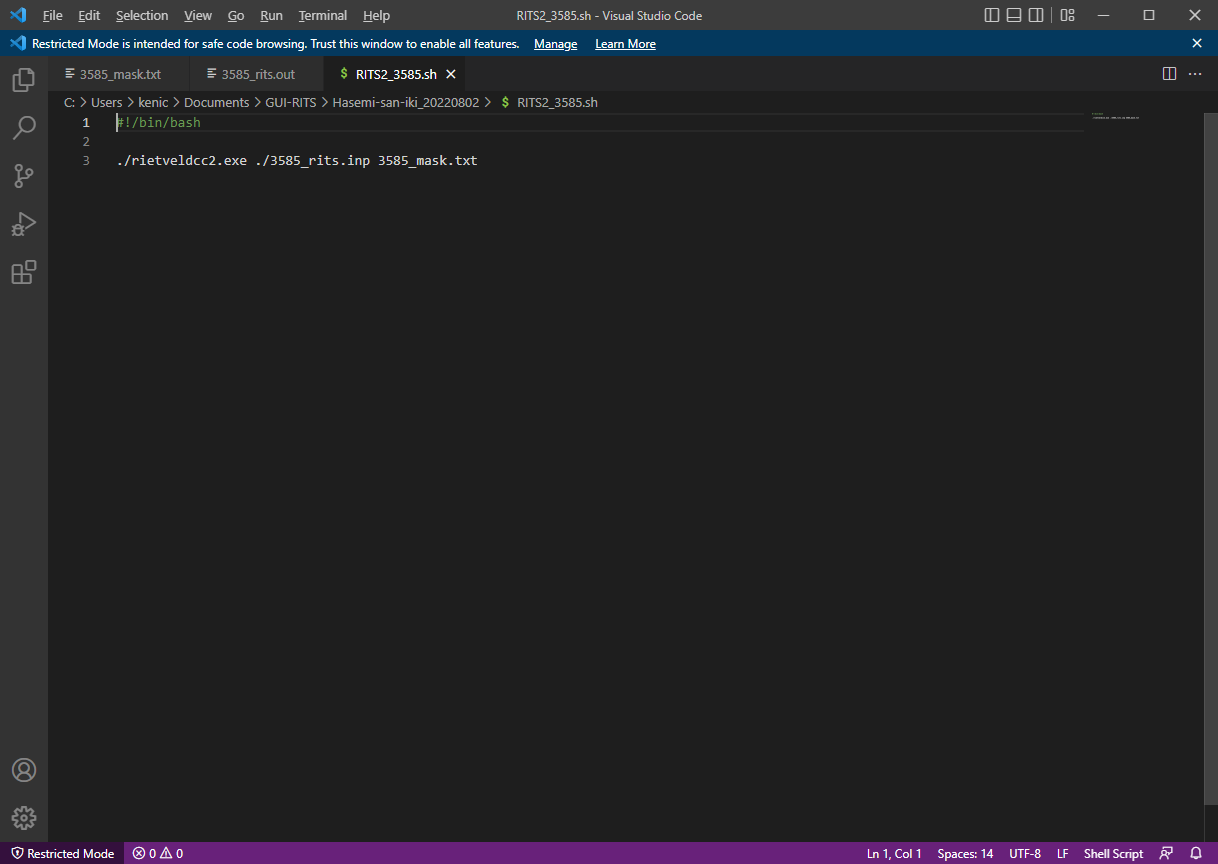 File Edit Selection View Go Run Terminal Help RITS2_3585.sh - Visual Studio Code
Restricted Mode is intended for safe code browsing. Trust this window to enable all features. Manage Learn More
3585_mask.txt 3585_rits.out $ RITS2_3585.sh
C: > Users > kenic > Documents > GUI-RITS > Hasemi-san-iki_20220802 > $ RITS2_3585.sh
1 #!/bin/bash
2
3 ./rietveldcc2.exe ./3585_rits.inp 3585_mask.txt
Restricted Mode 0 0 Ln 1, Col 1 Spaces: 14 UTF-8 LF Shell Script